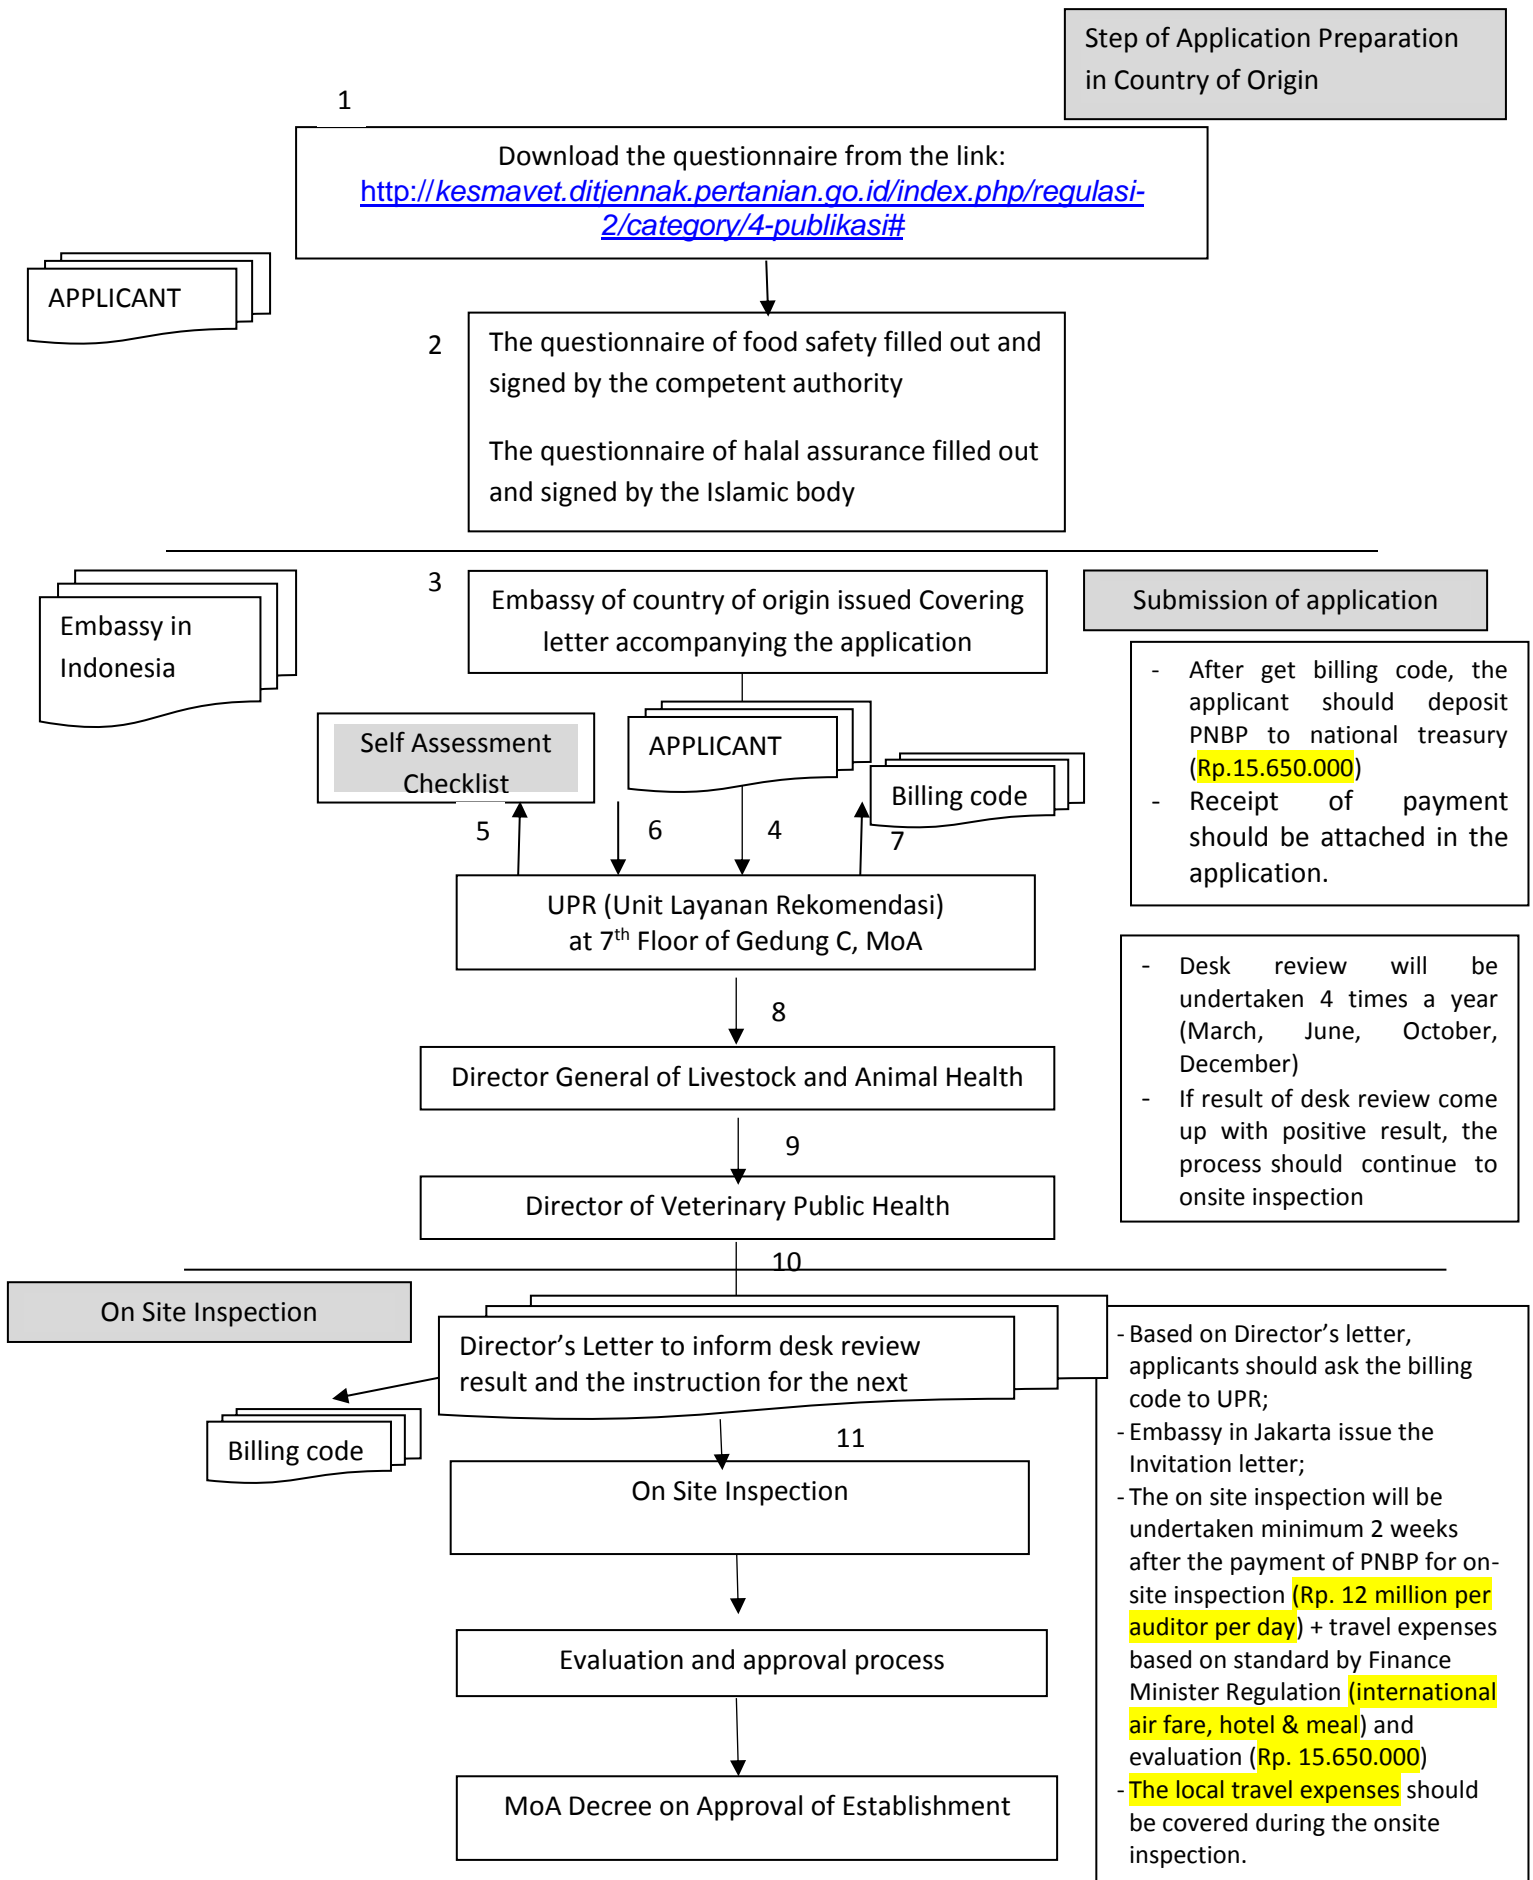 Step of Application Preparation
in Country of Origin
1
Download the questionnaire from the link:
http://kesmavet.ditjennak.pertanian.go.id/index.php/regulasi-
2/category/4-publikasi#
APPLICANT
2
The questionnaire of food safety filled out and
signed by the competent authority
The questionnaire of halal assurance filled out
and signed by the Islamic body
Embassy in
Indonesia
3
Embassy of country of origin issued Covering
letter accompanying the application
Submission of application
- After get billing code, the
applicant should deposit
PNBP to national treasury
(Rp.15.650.000)
- Receipt of payment
should be attached in the
application.
Self Assessment
Checklist
APPLICANT
Billing code
5
6
4
7
UPR (Unit Layanan Rekomendasi)
at 7th Floor of Gedung C, MoA
- Desk review will be
undertaken 4 times a year
(March, June, October,
December)
- If result of desk review come
up with positive result, the
process should continue to
onsite inspection
8
Director General of Livestock and Animal Health
9
Director of Veterinary Public Health
10
On Site Inspection
Director’s Letter to inform desk review
result and the instruction for the next
Billing code
11
On Site Inspection
Evaluation and approval process
MoA Decree on Approval of Establishment
- Based on Director’s letter,
applicants should ask the billing
code to UPR;
- Embassy in Jakarta issue the
Invitation letter;
- The on site inspection will be
undertaken minimum 2 weeks
after the payment of PNBP for on-
site inspection (Rp. 12 million per
auditor per day) + travel expenses
based on standard by Finance
Minister Regulation (international
air fare, hotel & meal) and
evaluation (Rp. 15.650.000)
- The local travel expenses should
be covered during the onsite
inspection.